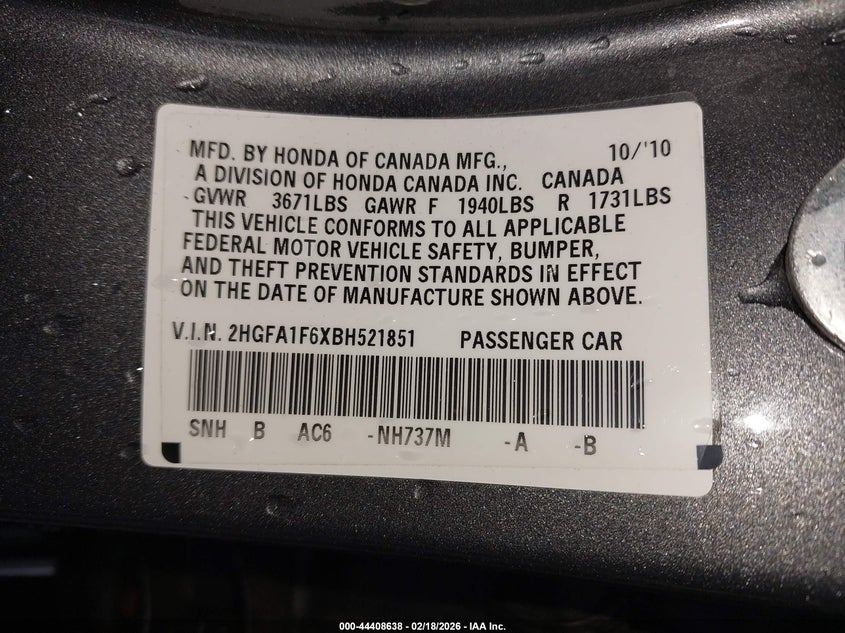 MFD. BY HONDA OF CANADA MFG., 10/'10
A DIVISION OF HONDA CANADA INC. CANADA
GVWR 3671LBS GAWR F 1940LBS R 1731LBS
THIS VEHICLE CONFORMS TO ALL APPLICABLE
FEDERAL MOTOR VEHICLE SAFETY, BUMPER,
AND THEFT PREVENTION STANDARDS IN EFFECT
ON THE DATE OF MANUFACTURE SHOWN ABOVE.
V.I.N. 2HGFA1F6XBH521851 PASSENGER CAR
SNH B AC6 -NH737M -A -B
000-44408638 - 02/18/2026 - IAA Inc.